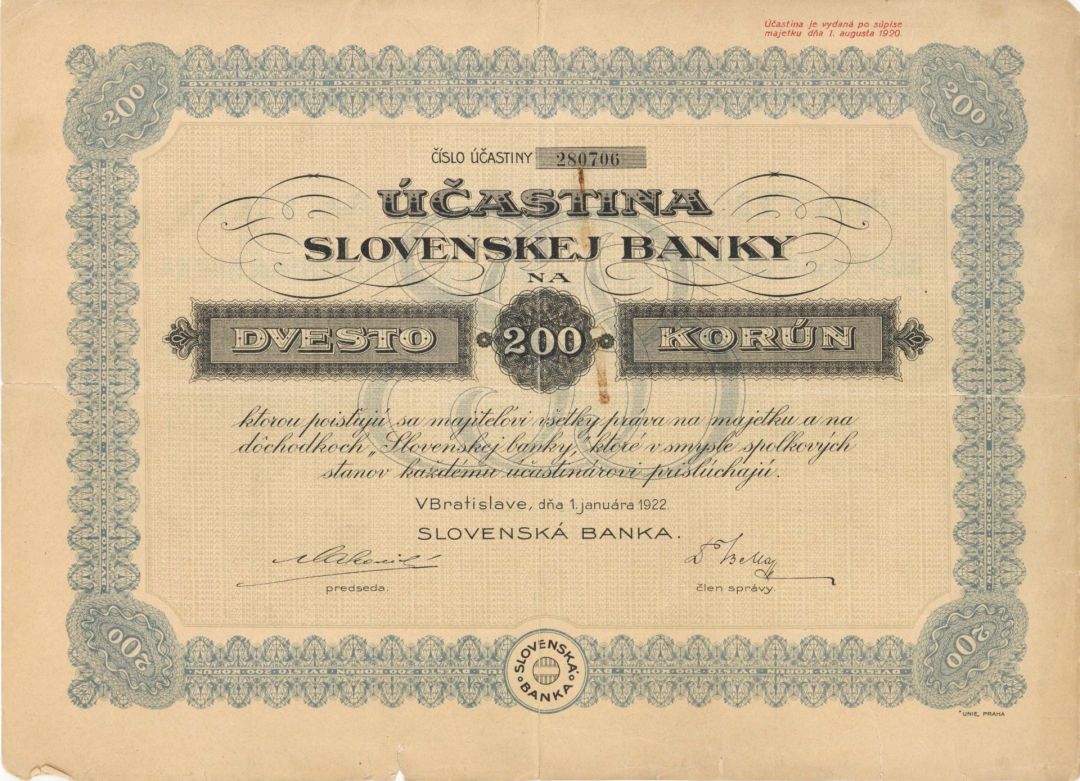 Účastina je vydaná po súpise
majetku dňa 1. augusta 1920.
200
200
ČÍSLO ÚČASTINY 280706
ÚČASTINA
SLOVENSKEJ BANKY
NA
DVESTO 200 KORÚN
ktorou poisťujú sa majiteľovi všetky práva na majetku a na
dôchodkoch „Slovenskej banky,“ ktoré v smysle spolkových
stanov každému účastinárovi prislúchajú.
V Bratislave, dňa 1. januára 1922.
SLOVENSKÁ BANKA.
predseda.
člen správy.
200
200
SLOVENSKÁ
BANKA
UNIE, PRAHA